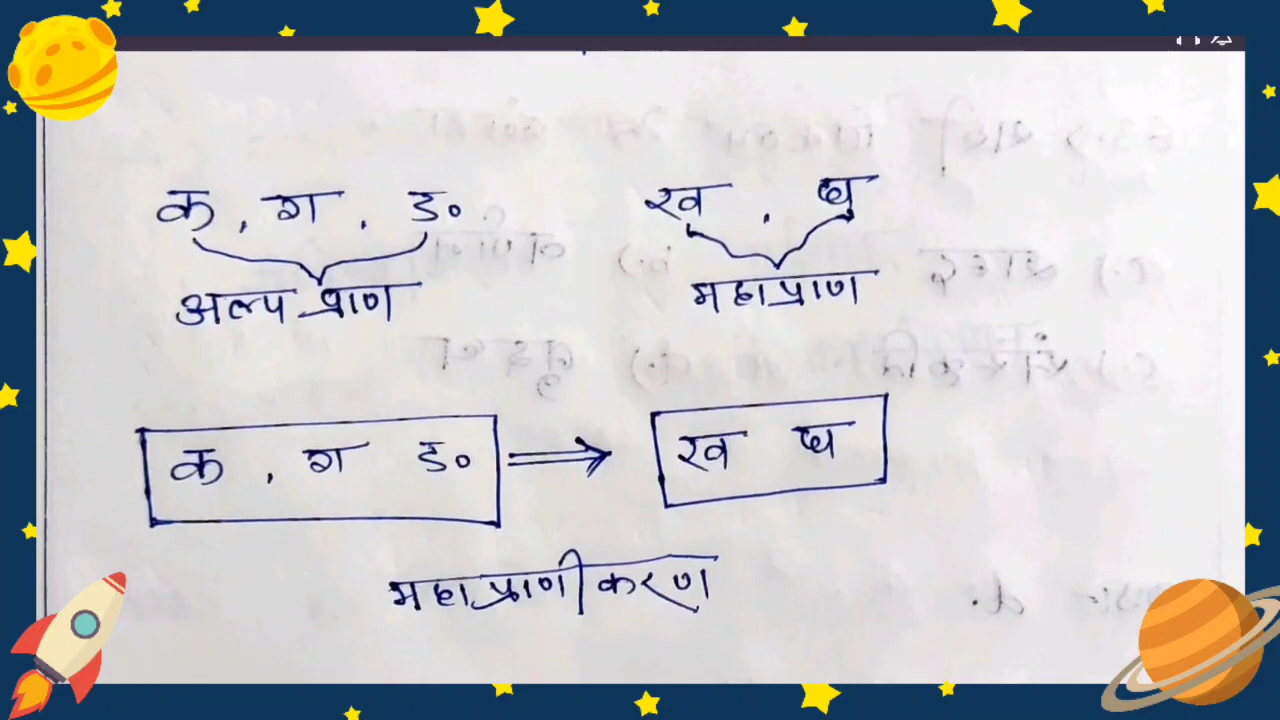 क , ग , ङ ख , घ
अल्पप्राण महाप्राण
क , ग ङ ⇒ ख घ
महाप्राणीकरण